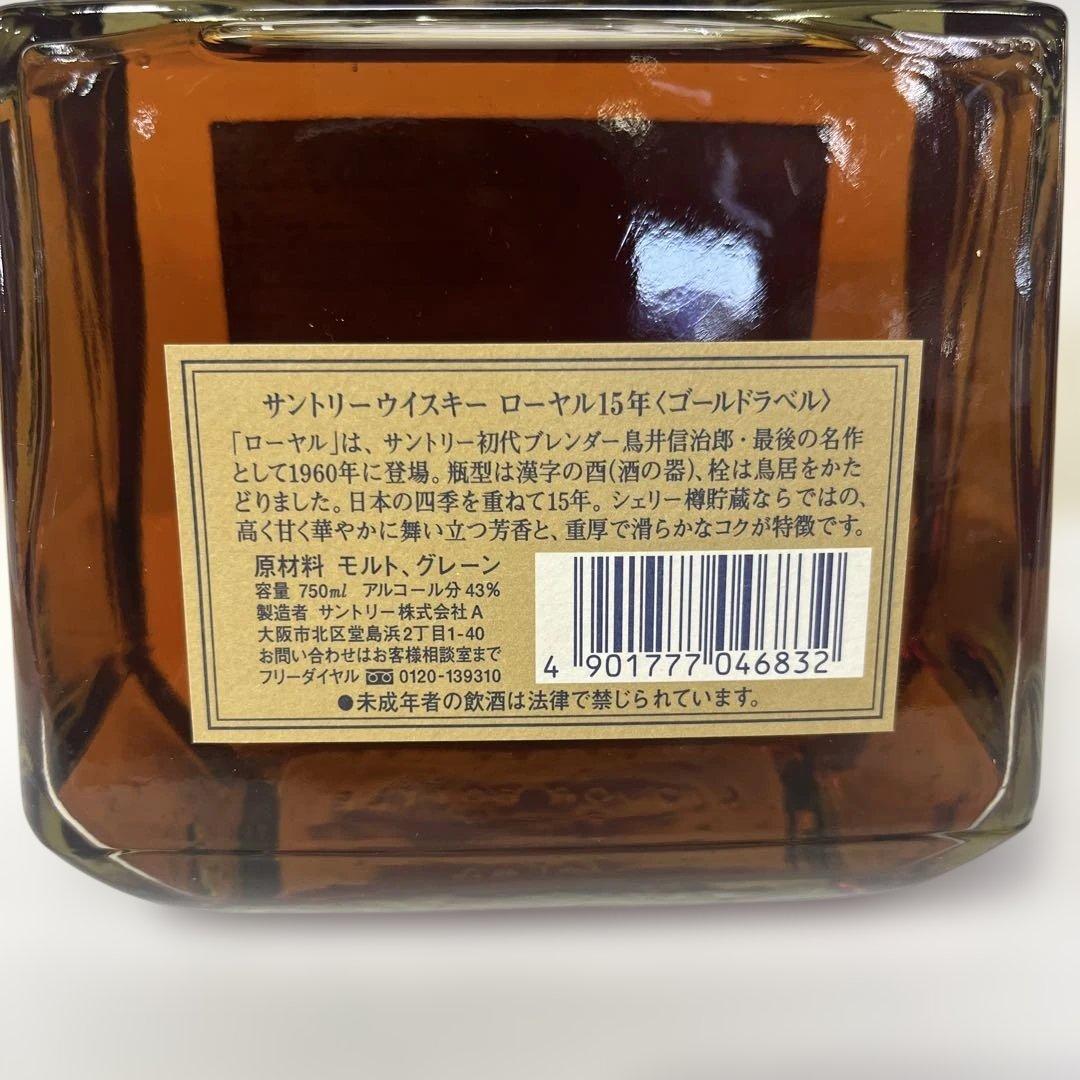 サントリーウイスキー ローヤル15年〈ゴールドラベル〉
「ローヤル」は、サントリー初代ブレンダー鳥井信治郎・最後の名作
として1960年に登場。瓶型は漢字の酉(酒の器)、栓は鳥居をかた
どりました。日本の四季を重ねて15年。シェリー樽貯蔵ならではの、
高く甘く華やかに舞い立つ芳香と、重厚で滑らかなコクが特徴です。
原材料 モルト、グレーン
容量 750ml アルコール分43%
製造者 サントリー株式会社A
大阪市北区堂島浜2丁目1-40
お問い合わせはお客様相談室まで
フリーダイヤル 0120-139310
4 901777 046832
●未成年者の飲酒は法律で禁じられています。